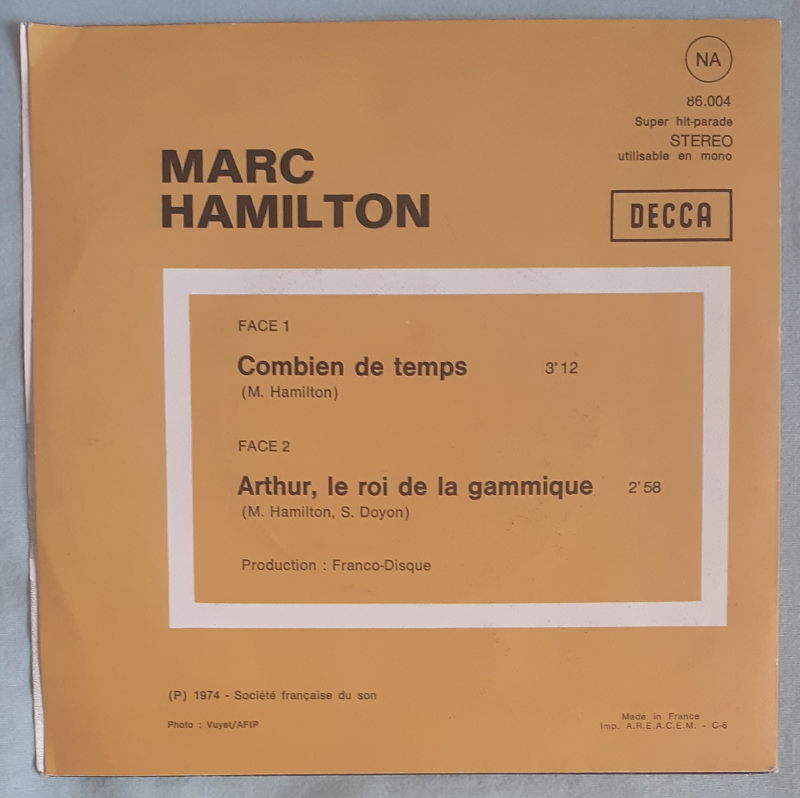 NA
86.004
Super hit-parade
STEREO
utilisable en mono
MARC
HAMILTON
DECCA
FACE 1
Combien de temps 3'12
(M. Hamilton)
FACE 2
Arthur, le roi de la gammique 2'58
(M. Hamilton, S. Doyon)
Production : Franco-Disque
(P) 1974 - Société française du son
Photo : Vuyet/AFIP
Made in France
Imp. A.R.E.A.C.E.M. - C-6